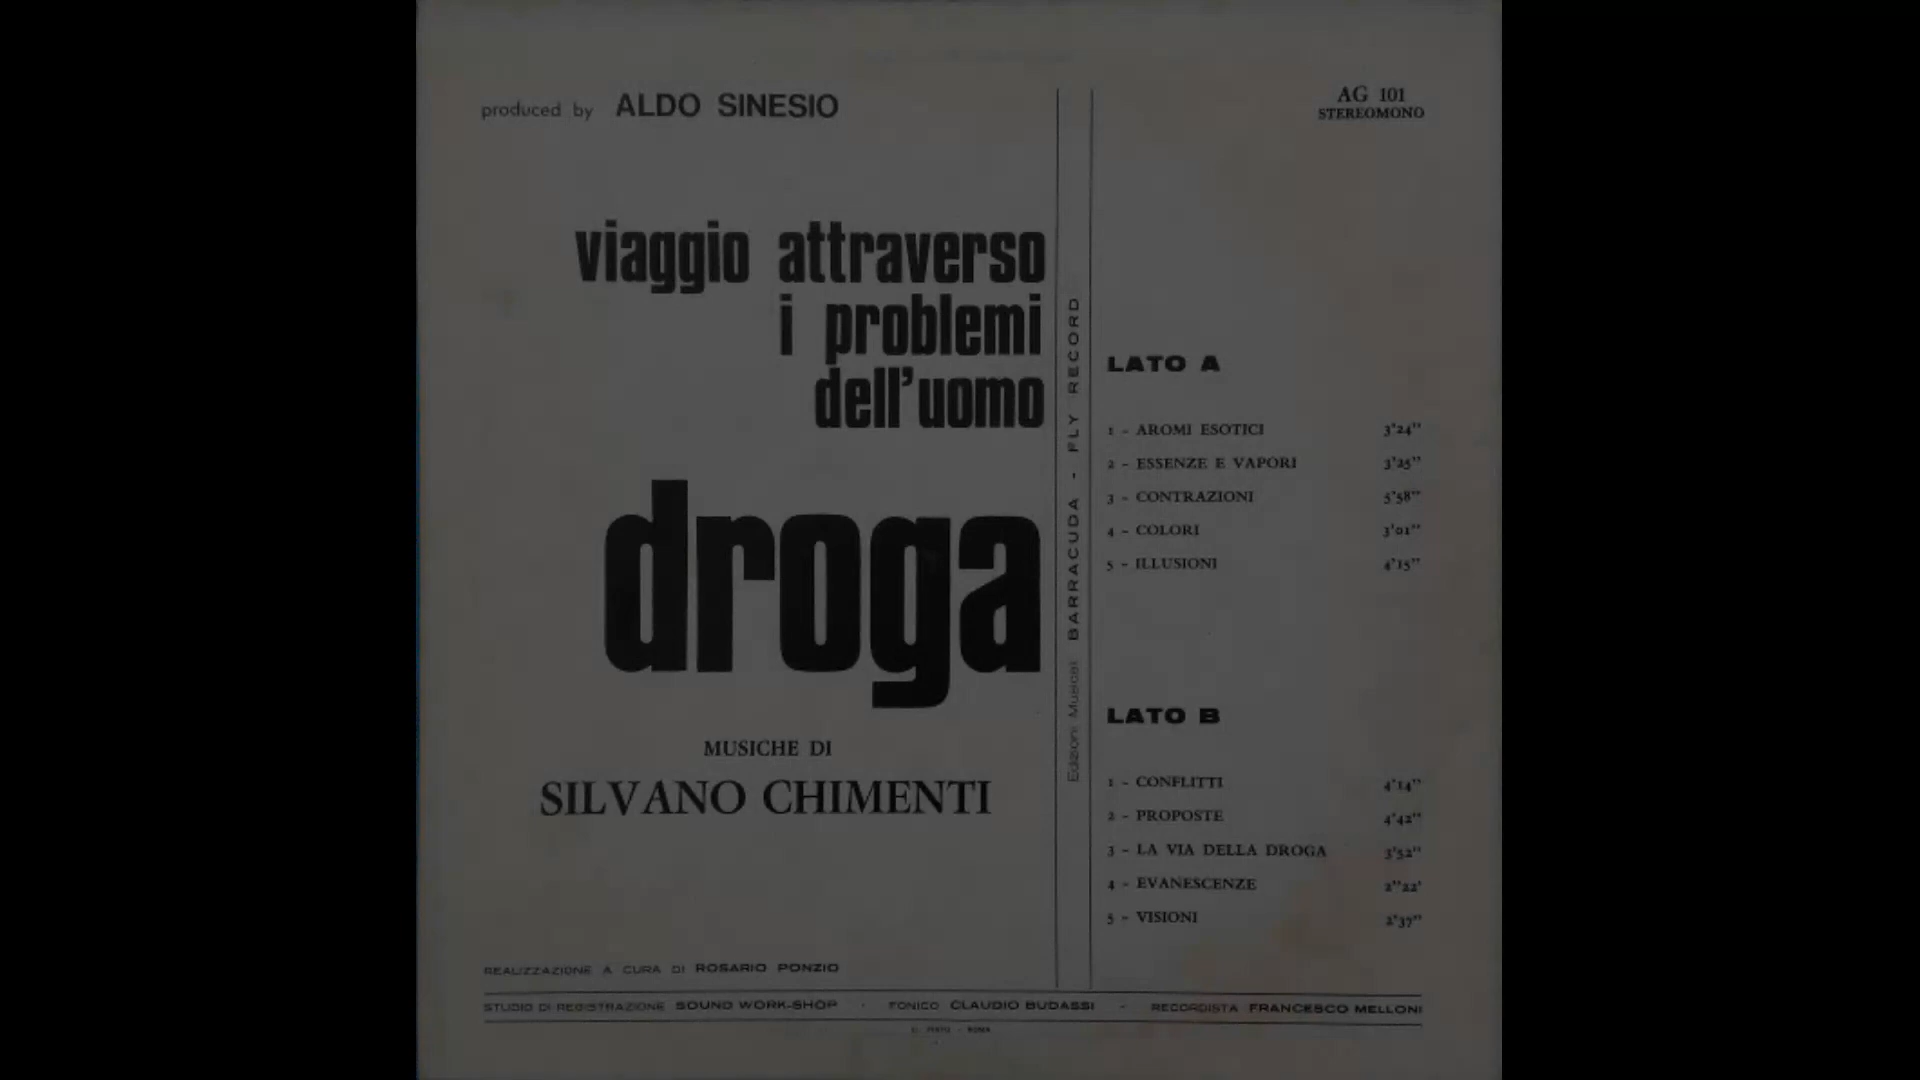 produced by ALDO SINESIO
AG 101
STEREOMONO
viaggio attraverso
i problemi
dell'uomo
droga
MUSICHE DI
SILVANO CHIMENTI
Edizioni Musicali BARRACUDA - FLY RECORD
LATO A
1 - AROMI ESOTICI 3'24"
2 - ESSENZE E VAPORI 3'25"
3 - CONTRAZIONI 5'58"
4 - COLORI 3'01"
5 - ILLUSIONI 4'15"
LATO B
1 - CONFLITTI 4'14"
2 - PROPOSTE 4'42"
3 - LA VIA DELLA DROGA 3'52"
4 - EVANESCENZE 2"22'
5 - VISIONI 2'37"
REALIZZAZIONE A CURA DI ROSARIO PONZIO
STUDIO DI REGISTRAZIONE SOUND WORK-SHOP - FONICO CLAUDIO BUDASSI - RECORDISTA FRANCESCO MELLONI
ROMA